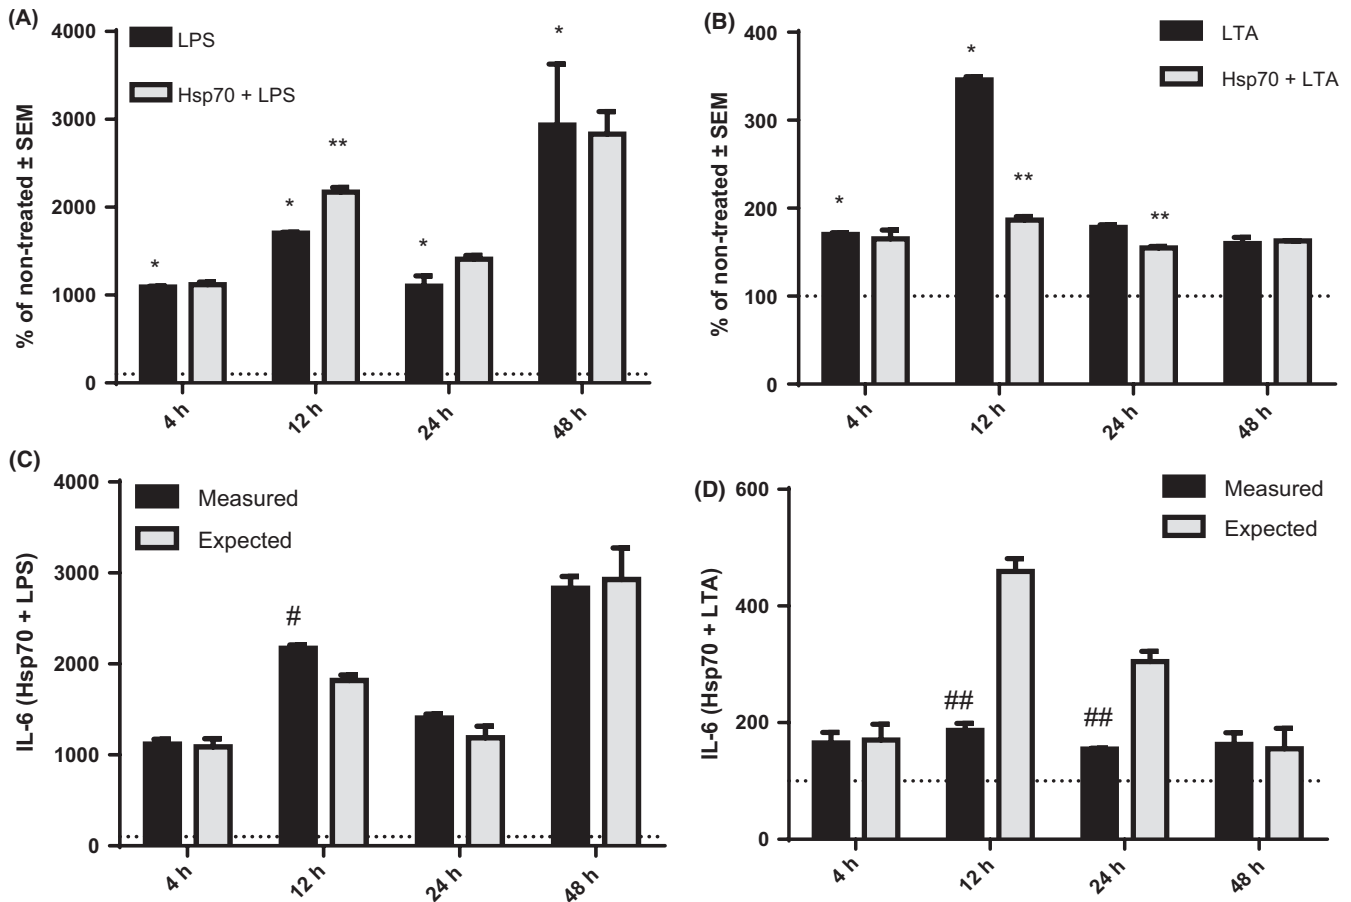 (A)
% of non-treated ± SEM
4000
3000
2000
1000
0
LPS
Hsp70 + LPS
*
*
**
*
*
4 h
12 h
24 h
48 h
(B)
% of non-treated ± SEM
400
300
200
100
0
LTA
Hsp70 + LTA
*
*
**
**
4 h
12 h
24 h
48 h
(C)
IL-6 (Hsp70 + LPS)
4000
3000
2000
1000
0
Measured
Expected
#
4 h
12 h
24 h
48 h
(D)
IL-6 (Hsp70 + LTA)
600
400
200
0
Measured
Expected
##
##
4 h
12 h
24 h
48 h